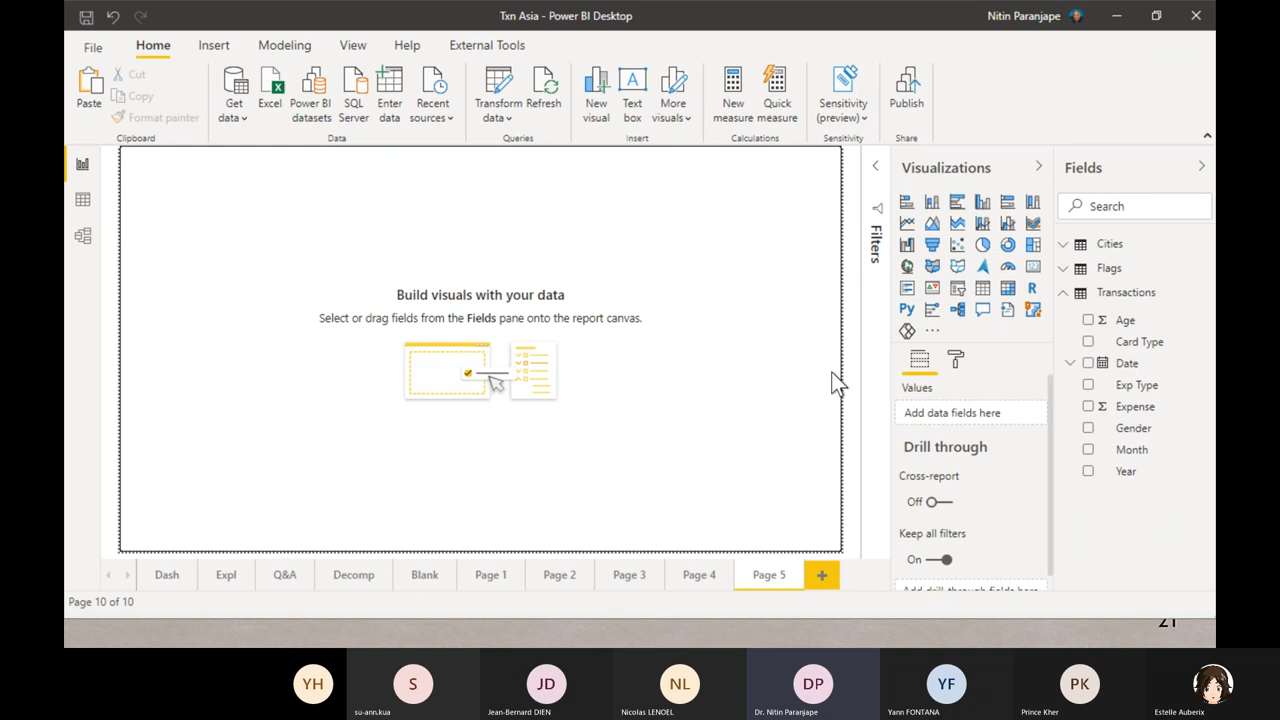 Txn Asia - Power BI Desktop
Nitin Paranjape
File Home Insert Modeling View Help External Tools
Paste
Cut
Copy
Format painter
Clipboard
Get data
Excel
Power BI datasets
SQL Server
Enter data
Recent sources
Data
Transform data
Refresh
Queries
New visual
Text box
More visuals
Insert
New measure
Quick measure
Calculations
Sensitivity (preview)
Sensitivity
Publish
Share
Build visuals with your data
Select or drag fields from the Fields pane onto the report canvas.
Filters
Visualizations
R
Py
Values
Add data fields here
Drill through
Cross-report
Off
Keep all filters
On
Add drill-through fields here
Fields
Search
Cities
Flags
Transactions
Age
Card Type
Date
Exp Type
Expense
Gender
Month
Year
Dash Expl Q&A Decomp Blank Page 1 Page 2 Page 3 Page 4 Page 5
Page 10 of 10
21
YH S JD NL DP YF PK
su-ann.kua Jean-Bernard DIEN Nicolas LENOEL Dr. Nitin Paranjape Yann FONTANA Prince Kher Estelle Auberix